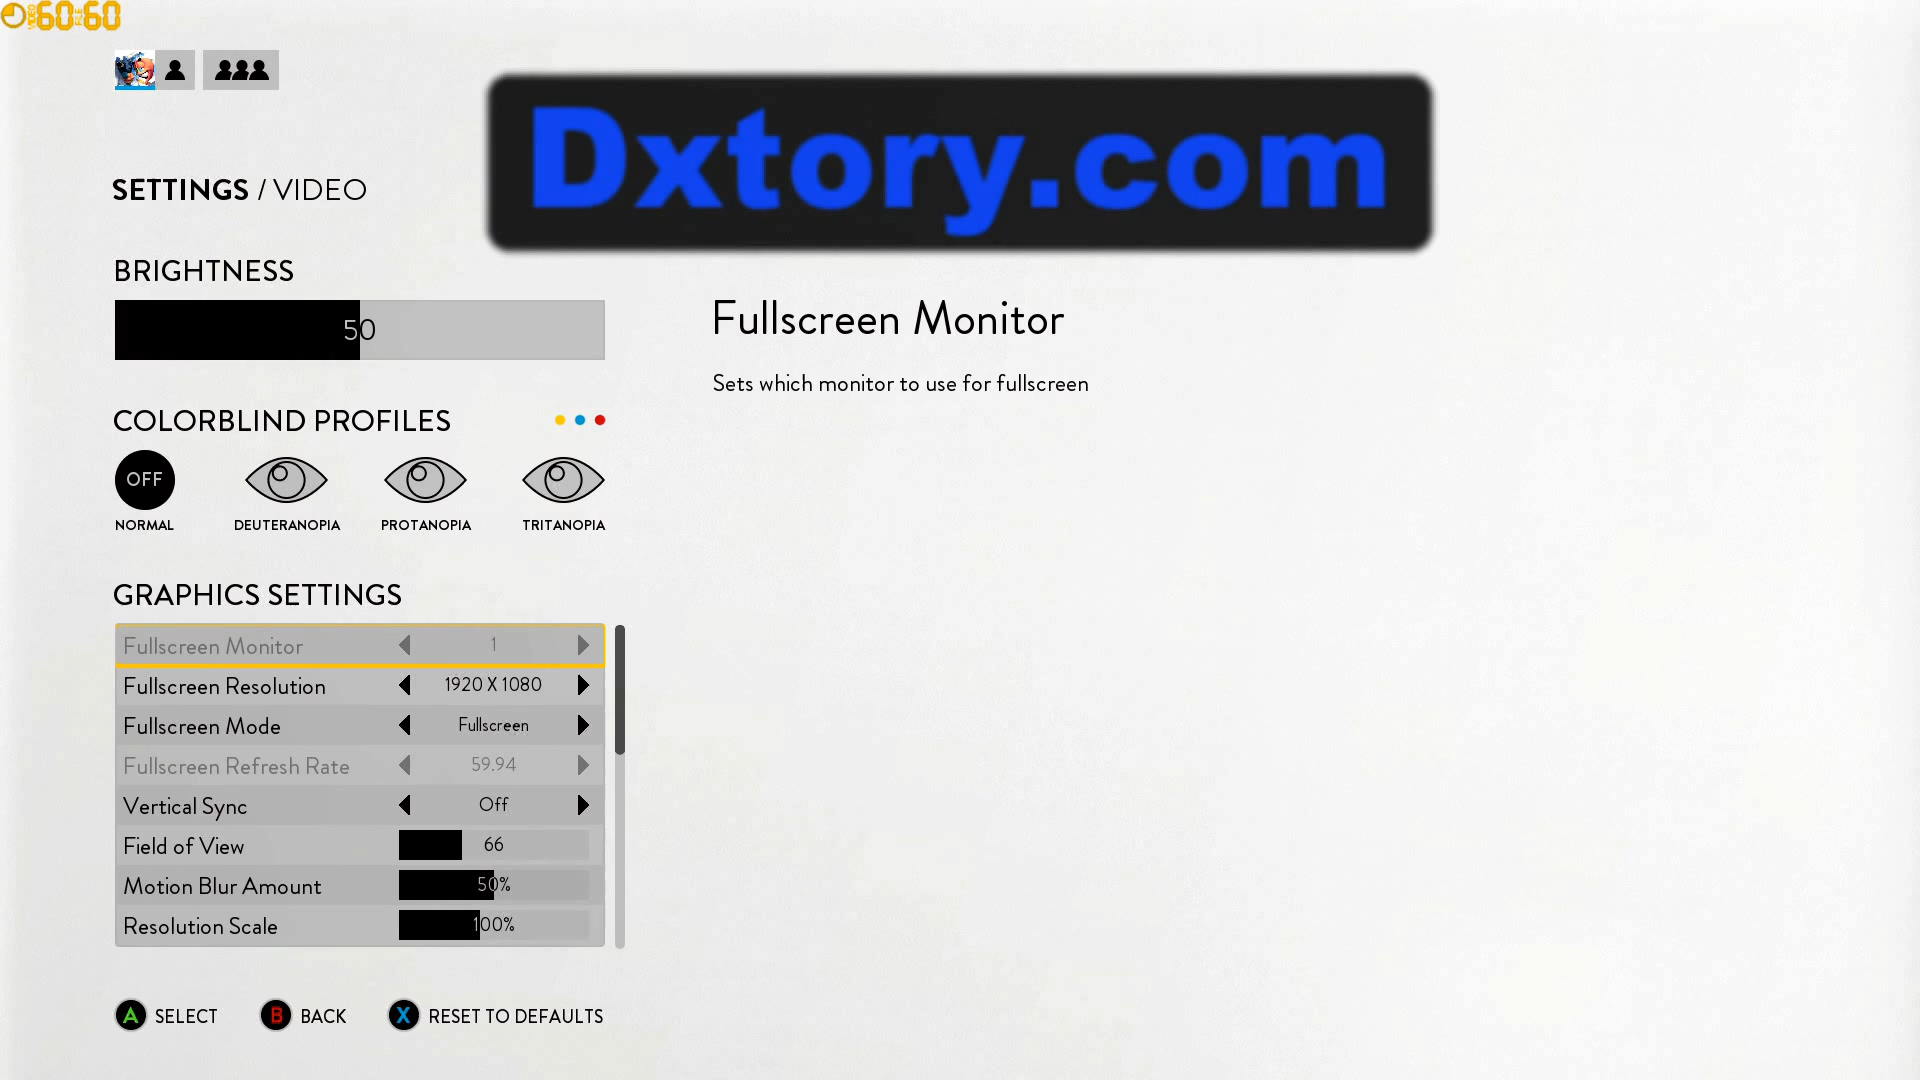 VIDEO 60 FILE 60
Dxtory.com
SETTINGS / VIDEO
BRIGHTNESS
50
Fullscreen Monitor
Sets which monitor to use for fullscreen
COLORBLIND PROFILES
OFF
NORMAL DEUTERANOPIA PROTANOPIA TRITANOPIA
GRAPHICS SETTINGS
Fullscreen Monitor 1
Fullscreen Resolution 1920 X 1080
Fullscreen Mode Fullscreen
Fullscreen Refresh Rate 59.94
Vertical Sync Off
Field of View 66
Motion Blur Amount 50%
Resolution Scale 100%
A SELECT B BACK X RESET TO DEFAULTS